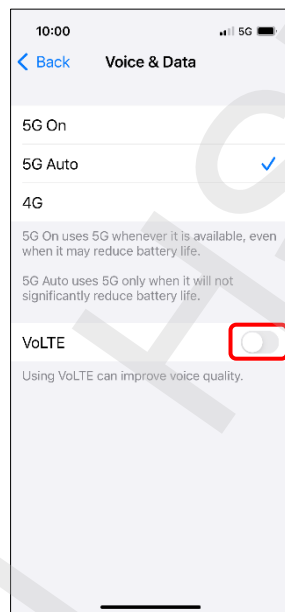 10:00
5G
Back
Voice & Data
5G On
5G Auto
4G
5G On uses 5G whenever it is available, even
when it may reduce battery life.
5G Auto uses 5G only when it will not
significantly reduce battery life.
VoLTE
Using VoLTE can improve voice quality.